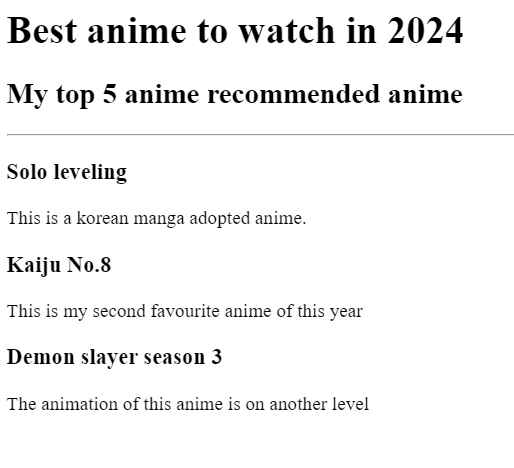 Best anime to watch in 2024
My top 5 anime recommended anime
Solo leveling
This is a korean manga adopted anime.
Kaiju No.8
This is my second favourite anime of this year
Demon slayer season 3
The animation of this anime is on another level